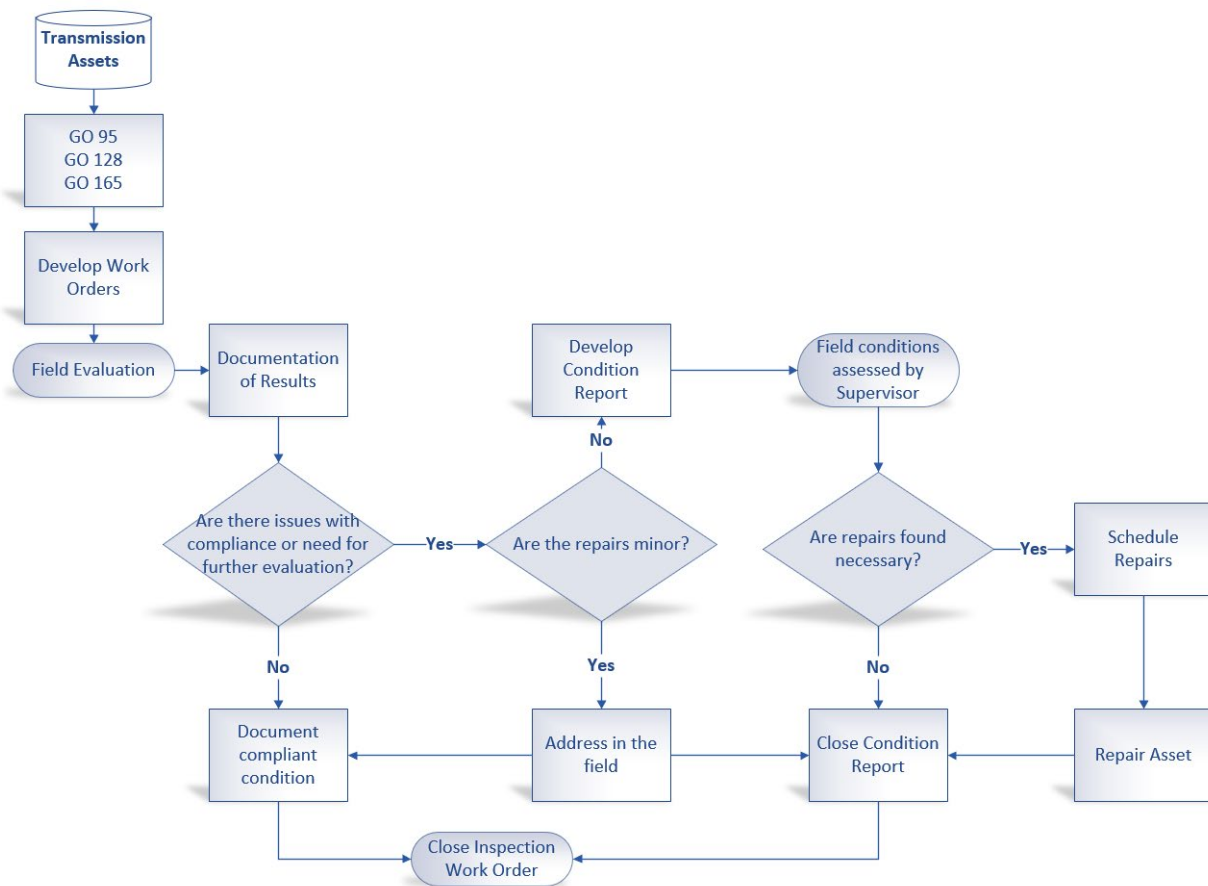 Transmission
Assets
GO 95
GO 128
GO 165
Develop Work
Orders
Field Evaluation
Documentation
of Results
Develop
Condition
Report
Field conditions
assessed by
Supervisor
No
Are there issues with
compliance or need for
further evaluation?
Yes
Are the repairs minor?
Are repairs found
necessary?
Yes
Schedule
Repairs
No
Yes
No
Document
compliant
condition
Address in the
field
Close Condition
Report
Repair Asset
Close Inspection
Work Order